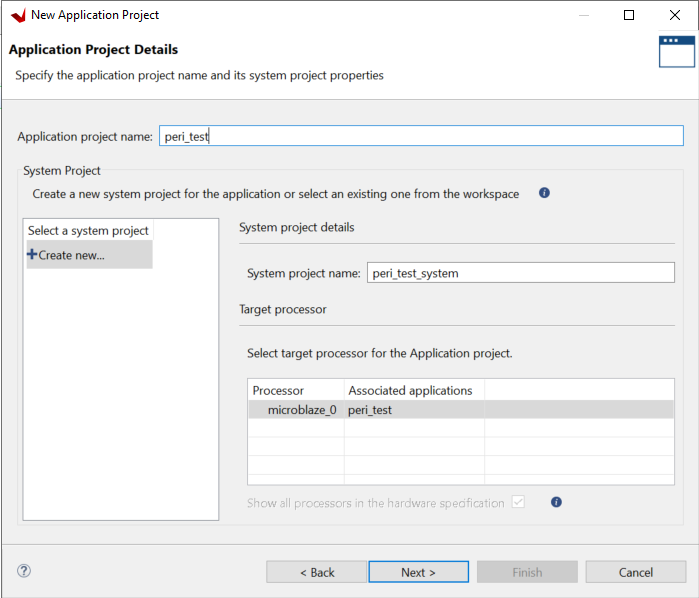 New Application Project
Application Project Details
Specify the application project name and its system project properties
Application project name: peri_test
System Project
Create a new system project for the application or select an existing one from the workspace
Select a system project
Create new...
System project details
System project name: peri_test_system
Target processor
Select target processor for the Application project.
Processor Associated applications
microblaze_0 peri_test
Show all processors in the hardware specification
< Back Next > Finish Cancel